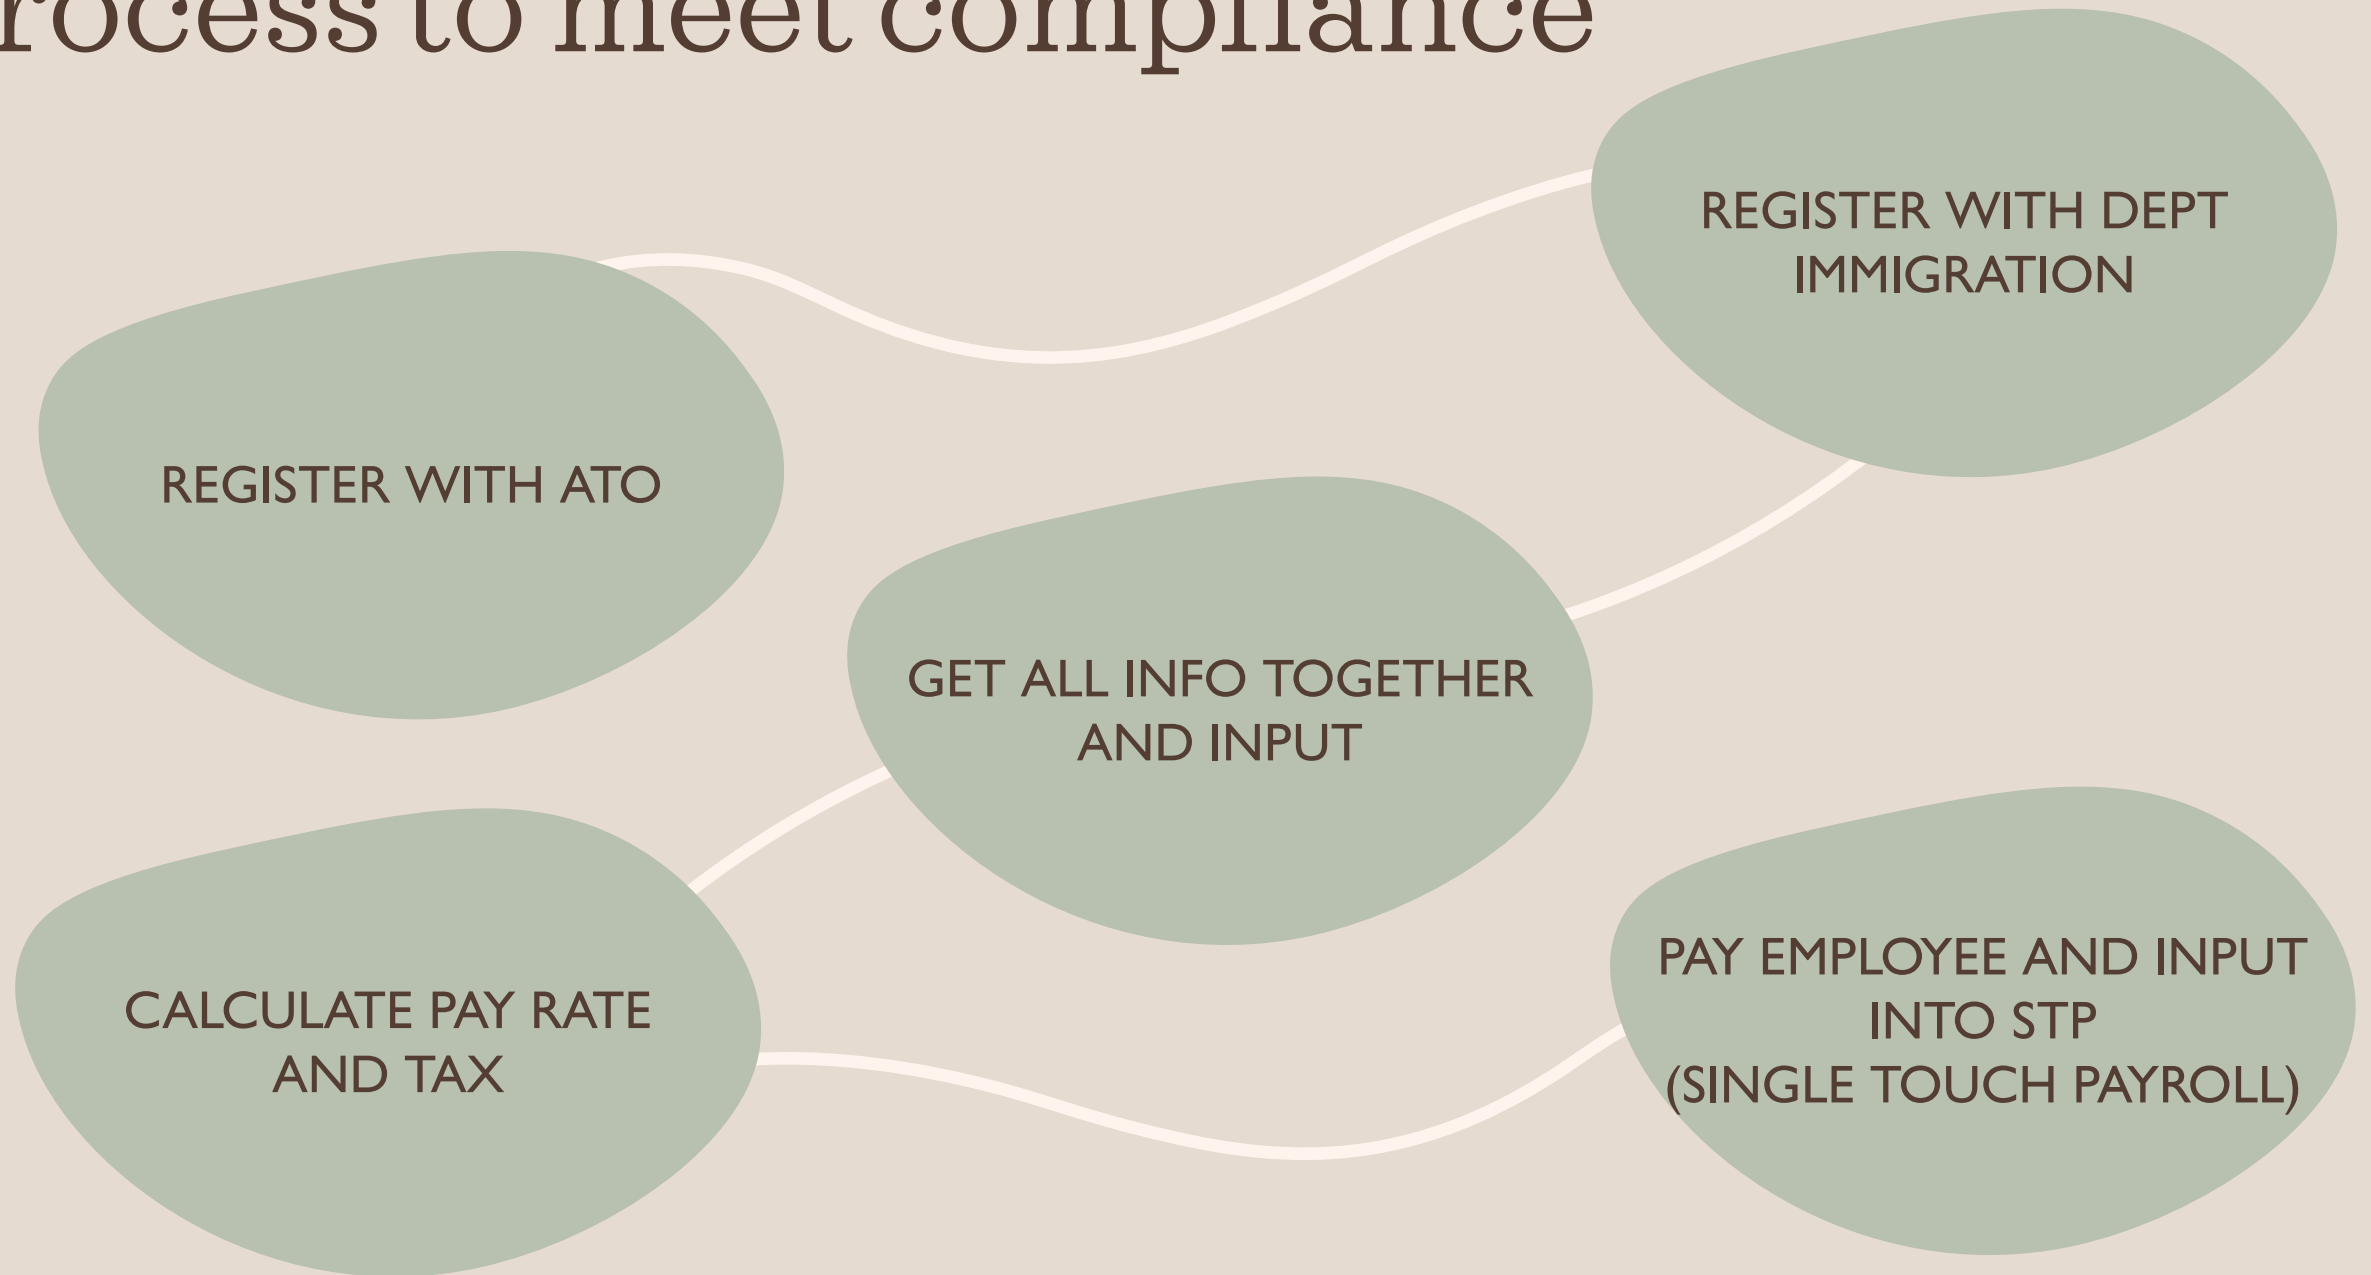 rocess to meet compliance
REGISTER WITH ATO
REGISTER WITH DEPT
IMMIGRATION
GET ALL INFO TOGETHER
AND INPUT
CALCULATE PAY RATE
AND TAX
PAY EMPLOYEE AND INPUT
INTO STP
(SINGLE TOUCH PAYROLL)